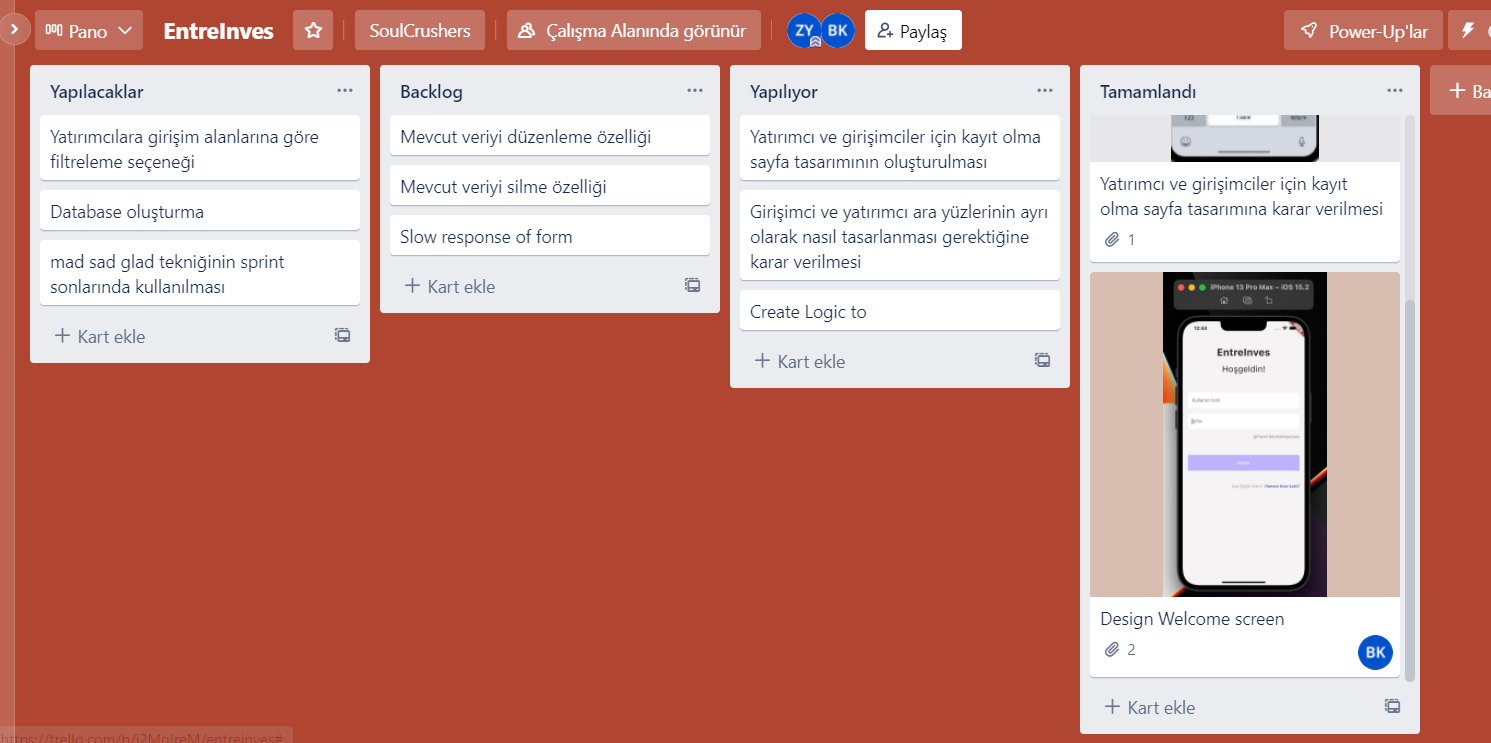 Pano
EntreInves
SoulCrushers
Çalışma Alanında görünür
ZY
BK
Paylaş
Power-Up'lar
Yapılacaklar
Yatırımcılara girişim alanlarına göre
filtreleme seçeneği
Database oluşturma
mad sad glad tekniğinin sprint
sonlarında kullanılması
+ Kart ekle
Backlog
Mevcut veriyi düzenleme özelliği
Mevcut veriyi silme özelliği
Slow response of form
+ Kart ekle
Yapılıyor
Yatırımcı ve girişimciler için kayıt olma
sayfa tasarımının oluşturulması
Girişimci ve yatırımcı ara yüzlerinin ayrı
olarak nasıl tasarlanması gerektiğine
karar verilmesi
Create Logic to
+ Kart ekle
Tamamlandı
123
Yatırımcı ve girişimciler için kayıt
olma sayfa tasarımına karar verilmesi
1
iPhone 13 Pro Max – iOS 15.2
12:44
EntreInves
Hoşgeldin!
Design Welcome screen
2
BK
+ Kart ekle
+ Ba